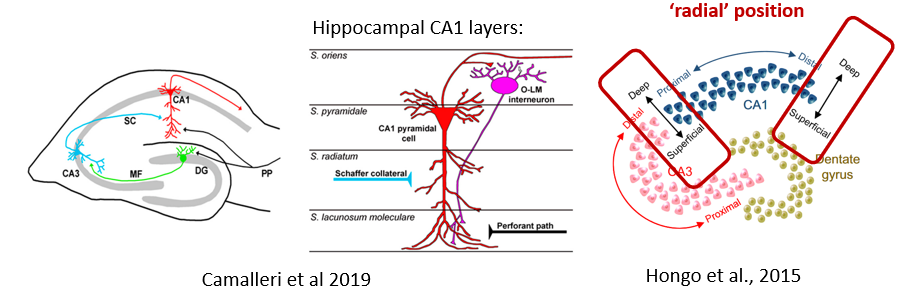 Hippocampal CA1 layers:
'radial' position
CA1
SC
CA3
MF
DG
PP
S. oriens
O-LM
interneuron
S. pyramidale
CA1 pyramidal
cell
S. radiatum
Schaffer collateral
S. lacunosum moleculare
Perforant path
Proximal
Distal
Deep
CA1
Superficial
Deep
Superficial
Distal
CA3
Proximal
Dentate
gyrus
Camalleri et al 2019
Hongo et al., 2015